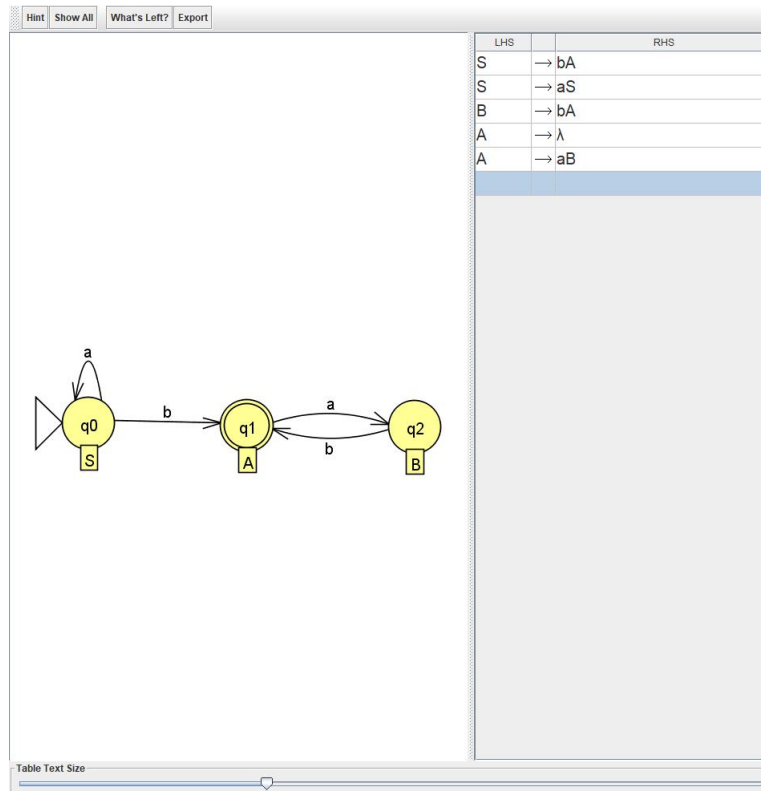 Hint Show All What's Left? Export
LHS RHS
S → bA
S → aS
B → bA
A → λ
A → aB
a
b
a
q0
q1
q2
b
S
A
B
Table Text Size